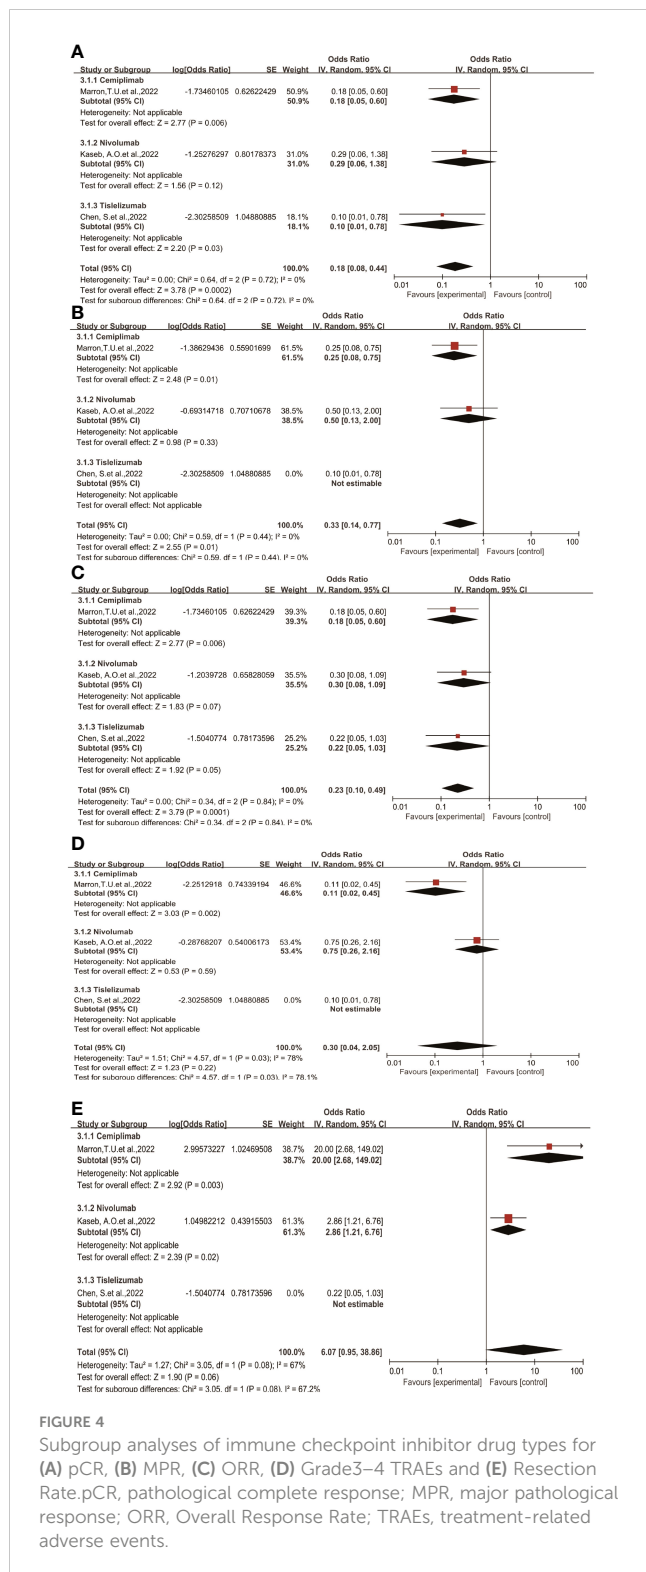 A
Odds Ratio Odds Ratio
Study or Subgroup log[Odds Ratio] SE Weight IV. Random. 95% CI IV. Random. 95% CI
3.1.1 Cemiplimab
Marron,T.U.et al.,2022 -1.73460105 0.62622429 50.9% 0.18 [0.05, 0.60]
Subtotal (95% CI) 50.9% 0.18 [0.05, 0.60]
Heterogeneity: Not applicable
Test for overall effect: Z = 2.77 (P = 0.006)
3.1.2 Nivolumab
Kaseb, A.O.et al.,2022 -1.25276297 0.80178373 31.0% 0.29 [0.06, 1.38]
Subtotal (95% CI) 31.0% 0.29 [0.06, 1.38]
Heterogeneity: Not applicable
Test for overall effect: Z = 1.56 (P = 0.12)
3.1.3 Tislelizumab
Chen, S.et al.,2022 -2.30258509 1.04880885 18.1% 0.10 [0.01, 0.78]
Subtotal (95% CI) 18.1% 0.10 [0.01, 0.78]
Heterogeneity: Not applicable
Test for overall effect: Z = 2.20 (P = 0.03)
Total (95% CI) 100.0% 0.18 [0.08, 0.44]
Heterogeneity: Tau² = 0.00; Chi² = 0.64, df = 2 (P = 0.72); I² = 0%
Test for overall effect: Z = 3.78 (P = 0.0002)
Test for subgroup differences: Chi² = 0.64, df = 2 (P = 0.72), I² = 0%
0.01 0.1 1 10 100
Favours [experimental] Favours [control]
B
Odds Ratio Odds Ratio
Study or Subgroup log[Odds Ratio] SE Weight IV. Random. 95% CI IV. Random. 95% CI
3.1.1 Cemiplimab
Marron,T.U.et al.,2022 -1.38629436 0.55901699 61.5% 0.25 [0.08, 0.75]
Subtotal (95% CI) 61.5% 0.25 [0.08, 0.75]
Heterogeneity: Not applicable
Test for overall effect: Z = 2.48 (P = 0.01)
3.1.2 Nivolumab
Kaseb, A.O.et al.,2022 -0.69314718 0.70710678 38.5% 0.50 [0.13, 2.00]
Subtotal (95% CI) 38.5% 0.50 [0.13, 2.00]
Heterogeneity: Not applicable
Test for overall effect: Z = 0.98 (P = 0.33)
3.1.3 Tislelizumab
Chen, S.et al.,2022 -2.30258509 1.04880885 0.0% 0.10 [0.01, 0.78]
Subtotal (95% CI) Not estimable
Heterogeneity: Not applicable
Test for overall effect: Not applicable
Total (95% CI) 100.0% 0.33 [0.14, 0.77]
Heterogeneity: Tau² = 0.00; Chi² = 0.59, df = 1 (P = 0.44); I² = 0%
Test for overall effect: Z = 2.55 (P = 0.01)
Test for subgroup differences: Chi² = 0.59, df = 1 (P = 0.44), I² = 0%
0.01 0.1 1 10 100
Favours [experimental] Favours [control]
C
Odds Ratio Odds Ratio
Study or Subgroup log[Odds Ratio] SE Weight IV. Random. 95% CI IV. Random. 95% CI
3.1.1 Cemiplimab
Marron,T.U.et al.,2022 -1.73460105 0.62622429 39.3% 0.18 [0.05, 0.60]
Subtotal (95% CI) 39.3% 0.18 [0.05, 0.60]
Heterogeneity: Not applicable
Test for overall effect: Z = 2.77 (P = 0.006)
3.1.2 Nivolumab
Kaseb, A.O.et al.,2022 -1.2039728 0.65828059 35.5% 0.30 [0.08, 1.09]
Subtotal (95% CI) 35.5% 0.30 [0.08, 1.09]
Heterogeneity: Not applicable
Test for overall effect: Z = 1.83 (P = 0.07)
3.1.3 Tislelizumab
Chen, S.et al.,2022 -1.5040774 0.78173596 25.2% 0.22 [0.05, 1.03]
Subtotal (95% CI) 25.2% 0.22 [0.05, 1.03]
Heterogeneity: Not applicable
Test for overall effect: Z = 1.92 (P = 0.05)
Total (95% CI) 100.0% 0.23 [0.10, 0.49]
Heterogeneity: Tau² = 0.00; Chi² = 0.34, df = 2 (P = 0.84); I² = 0%
Test for overall effect: Z = 3.79 (P = 0.0001)
Test for subgroup differences: Chi² = 0.34, df = 2 (P = 0.84), I² = 0%
0.01 0.1 1 10 100
Favours [experimental] Favours [control]
D
Odds Ratio Odds Ratio
Study or Subgroup log[Odds Ratio] SE Weight IV. Random. 95% CI IV. Random. 95% CI
3.1.1 Cemiplimab
Marron,T.U.et al.,2022 -2.2512918 0.74339194 46.6% 0.11 [0.02, 0.45]
Subtotal (95% CI) 46.6% 0.11 [0.02, 0.45]
Heterogeneity: Not applicable
Test for overall effect: Z = 3.03 (P = 0.002)
3.1.2 Nivolumab
Kaseb, A.O.et al.,2022 -0.28768207 0.54006173 53.4% 0.75 [0.26, 2.16]
Subtotal (95% CI) 53.4% 0.75 [0.26, 2.16]
Heterogeneity: Not applicable
Test for overall effect: Z = 0.53 (P = 0.59)
3.1.3 Tislelizumab
Chen, S.et al.,2022 -2.30258509 1.04880885 0.0% 0.10 [0.01, 0.78]
Subtotal (95% CI) Not estimable
Heterogeneity: Not applicable
Test for overall effect: Not applicable
Total (95% CI) 100.0% 0.30 [0.04, 2.05]
Heterogeneity: Tau² = 1.51; Chi² = 4.57, df = 1 (P = 0.03); I² = 78%
Test for overall effect: Z = 1.23 (P = 0.22)
Test for subgroup differences: Chi² = 4.57, df = 1 (P = 0.03), I² = 78.1%
0.01 0.1 1 10 100
Favours [experimental] Favours [control]
E
Odds Ratio Odds Ratio
Study or Subgroup log[Odds Ratio] SE Weight IV. Random. 95% CI IV. Random. 95% CI
3.1.1 Cemiplimab
Marron,T.U.et al.,2022 2.99573227 1.02469508 38.7% 20.00 [2.68, 149.02]
Subtotal (95% CI) 38.7% 20.00 [2.68, 149.02]
Heterogeneity: Not applicable
Test for overall effect: Z = 2.92 (P = 0.003)
3.1.2 Nivolumab
Kaseb, A.O.et al.,2022 1.04982212 0.43915503 61.3% 2.86 [1.21, 6.76]
Subtotal (95% CI) 61.3% 2.86 [1.21, 6.76]
Heterogeneity: Not applicable
Test for overall effect: Z = 2.39 (P = 0.02)
3.1.3 Tislelizumab
Chen, S.et al.,2022 -1.5040774 0.78173596 0.0% 0.22 [0.05, 1.03]
Subtotal (95% CI) Not estimable
Heterogeneity: Not applicable
Test for overall effect: Not applicable
Total (95% CI) 100.0% 6.07 [0.95, 38.86]
Heterogeneity: Tau² = 1.27; Chi² = 3.05, df = 1 (P = 0.08); I² = 67%
Test for overall effect: Z = 1.90 (P = 0.06)
Test for subgroup differences: Chi² = 3.05, df = 1 (P = 0.08), I² = 67.2%
0.01 0.1 1 10 100
Favours [experimental] Favours [control]
FIGURE 4
Subgroup analyses of immune checkpoint inhibitor drug types for
(A) pCR, (B) MPR, (C) ORR, (D) Grade3–4 TRAEs and (E) Resection
Rate.pCR, pathological complete response; MPR, major pathological
response; ORR, Overall Response Rate; TRAEs, treatment-related
adverse events.